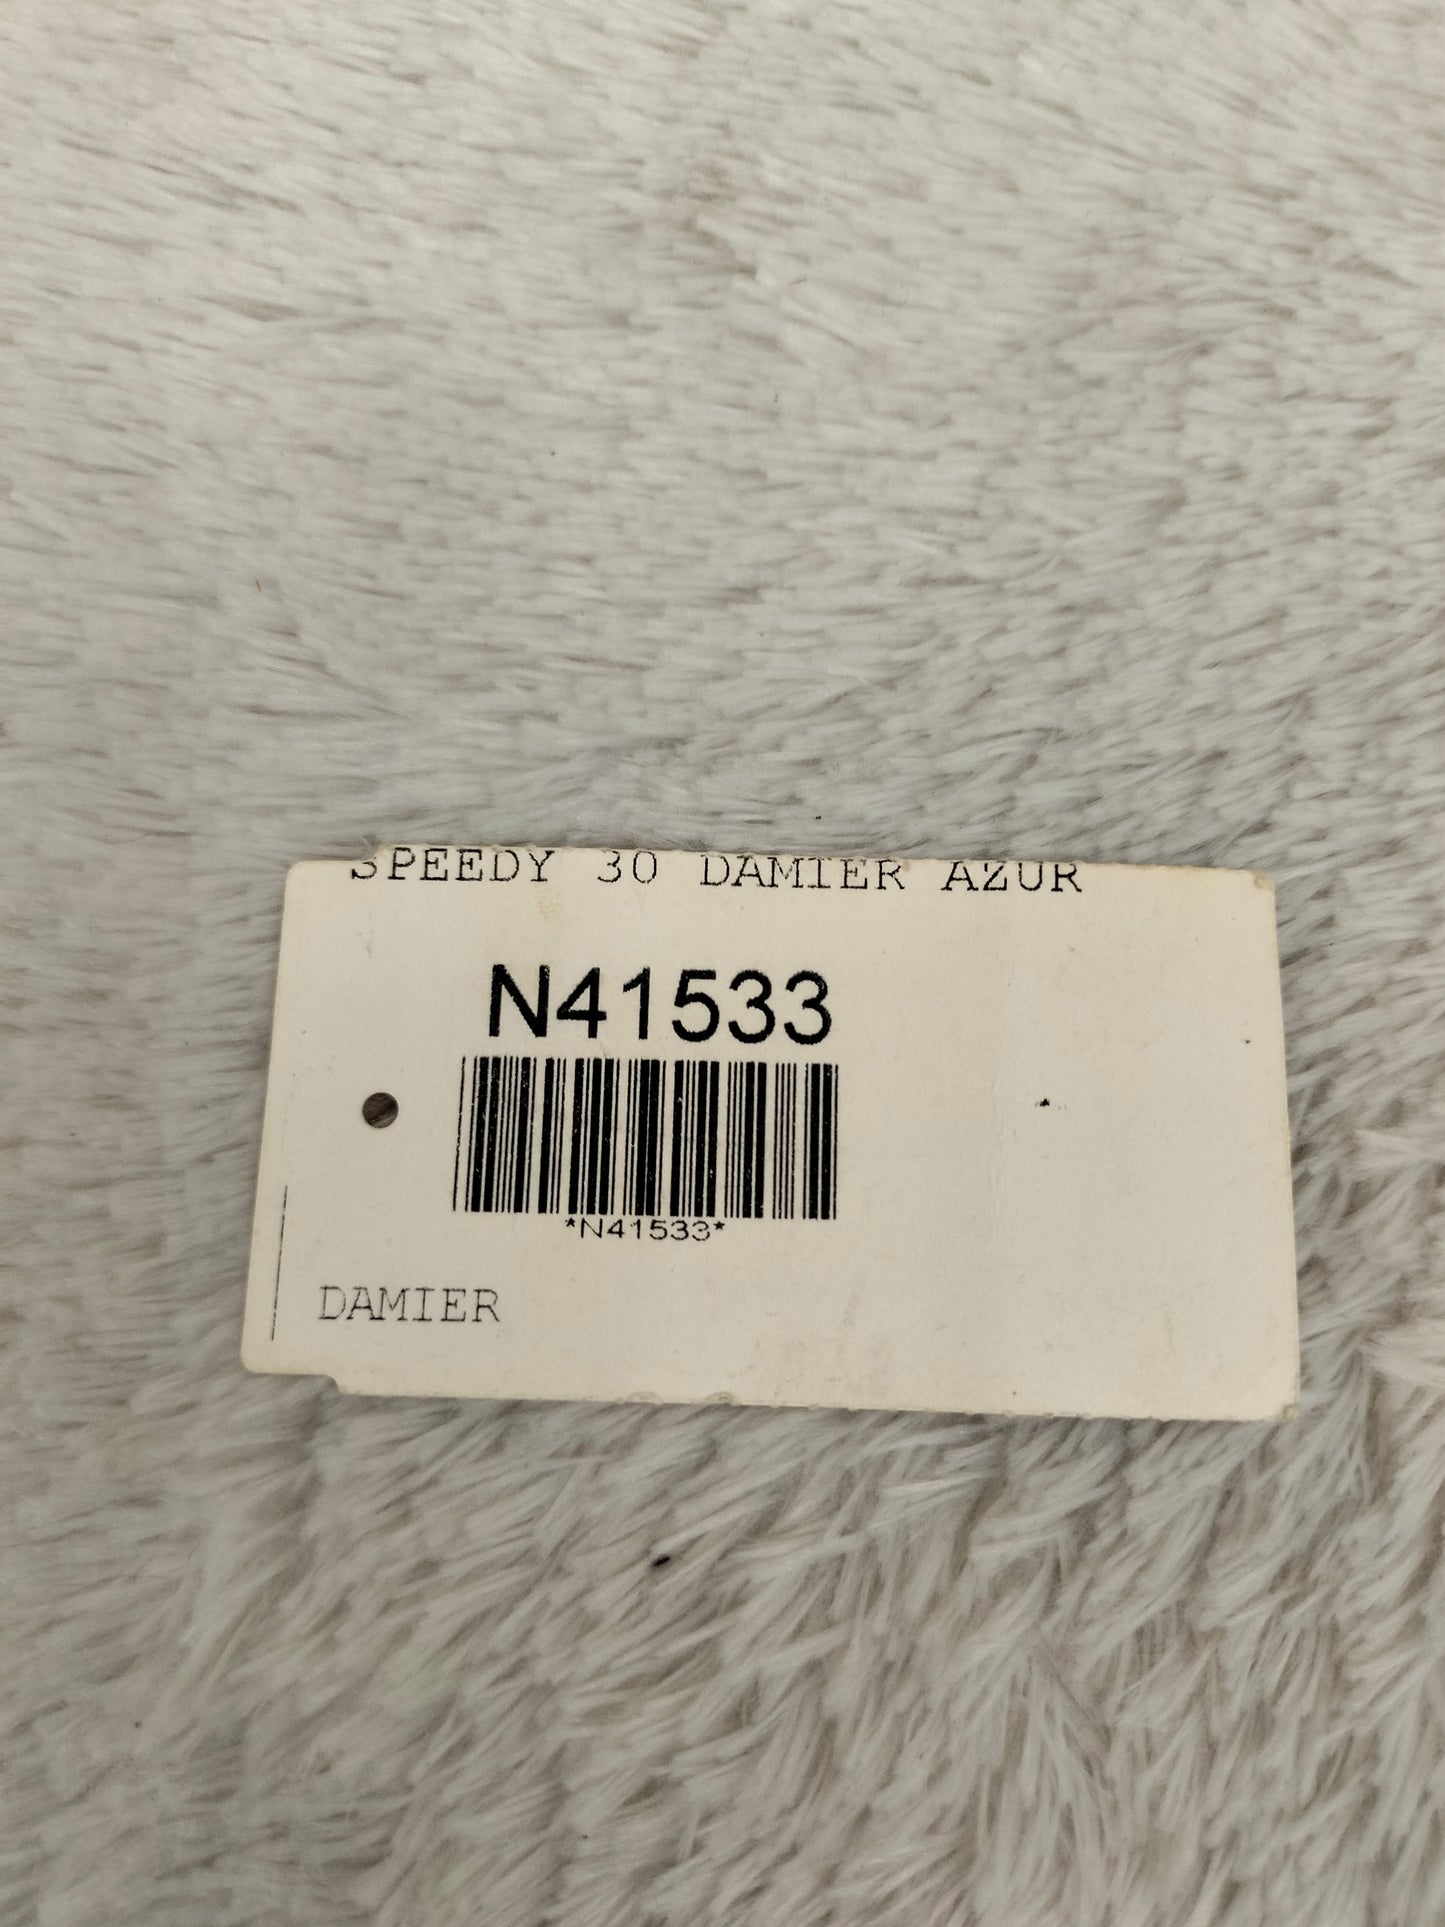 SPEEDY 30 DAMIER AZUR
N41533
*N41533*
DAMIER